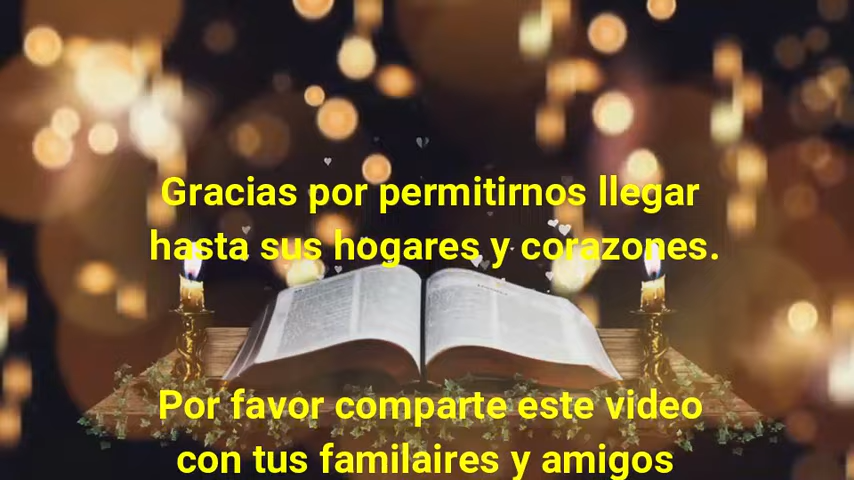 Gracias por permitirnos llegar
hasta sus hogares y corazones.
Por favor comparte este video
con tus familaires y amigos